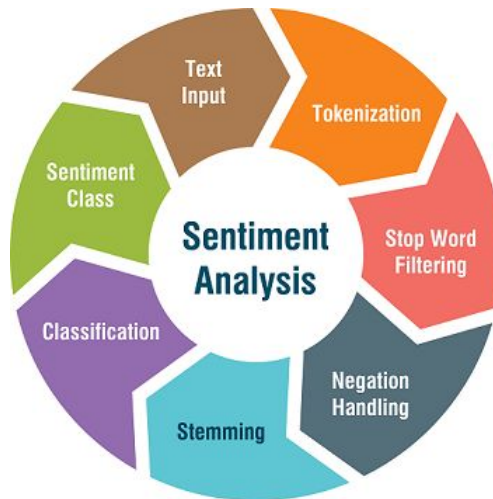 Text
Input
Tokenization
Stop Word
Filtering
Negation
Handling
Stemming
Classification
Sentiment
Class
Sentiment
Analysis